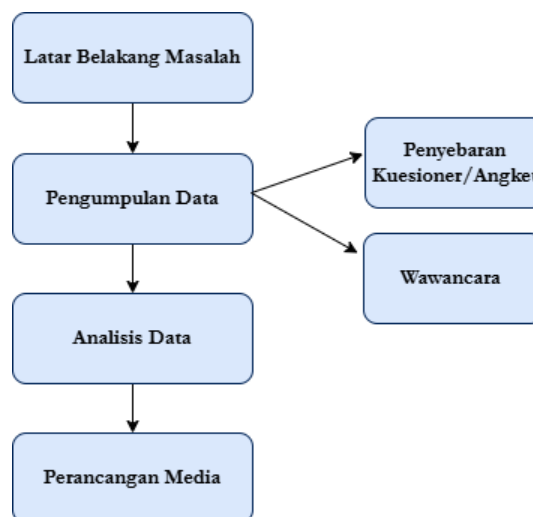 Latar Belakang Masalah
Pengumpulan Data
Penyebaran
Kuesioner/Angket
Wawancara
Analisis Data
Perancangan Media